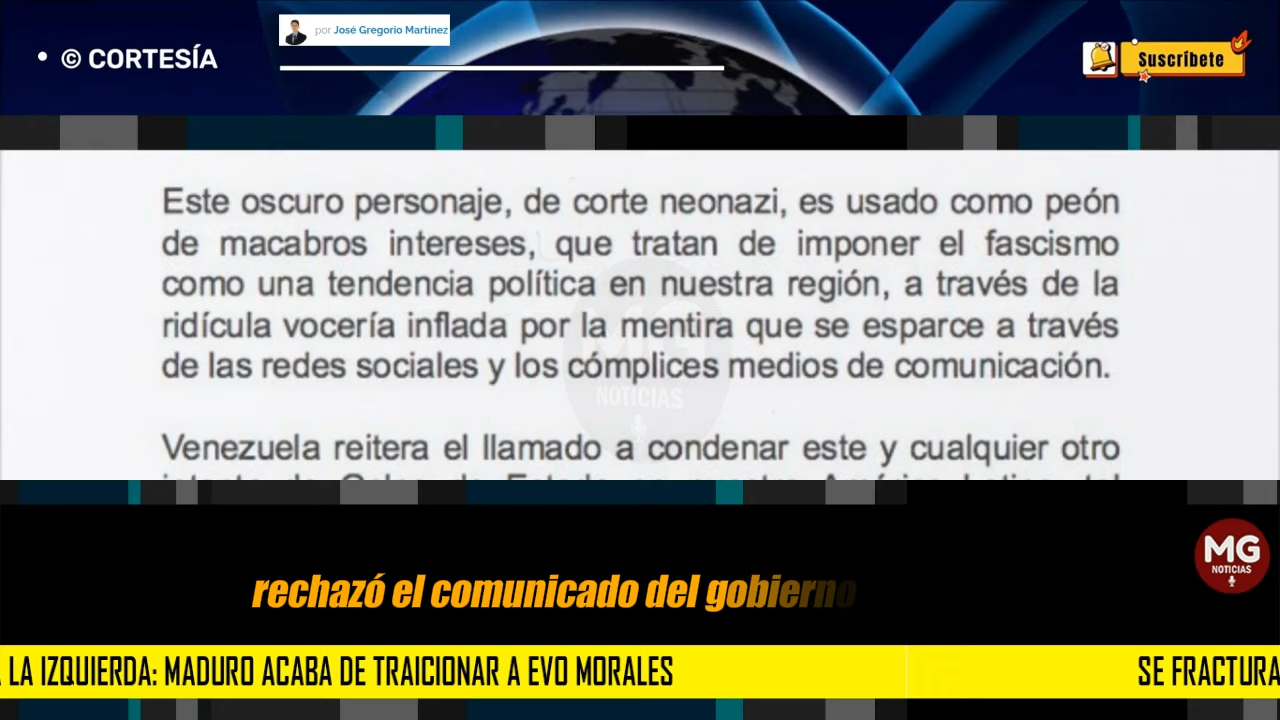 por José Gregorio Martínez
• © CORTESÍA
Suscríbete
Este oscuro personaje, de corte neonazi, es usado como peón
de macabros intereses, que tratan de imponer el fascismo
como una tendencia política en nuestra región, a través de la
ridícula vocería inflada por la mentira que se esparce a través
de las redes sociales y los cómplices medios de comunicación.
Venezuela reitera el llamado a condenar este y cualquier otro
MG
NOTICIAS
rechazó el comunicado del gobierno
MG
NOTICIAS
LA IZQUIERDA: MADURO ACABA DE TRAICIONAR A EVO MORALES
SE FRACTURA